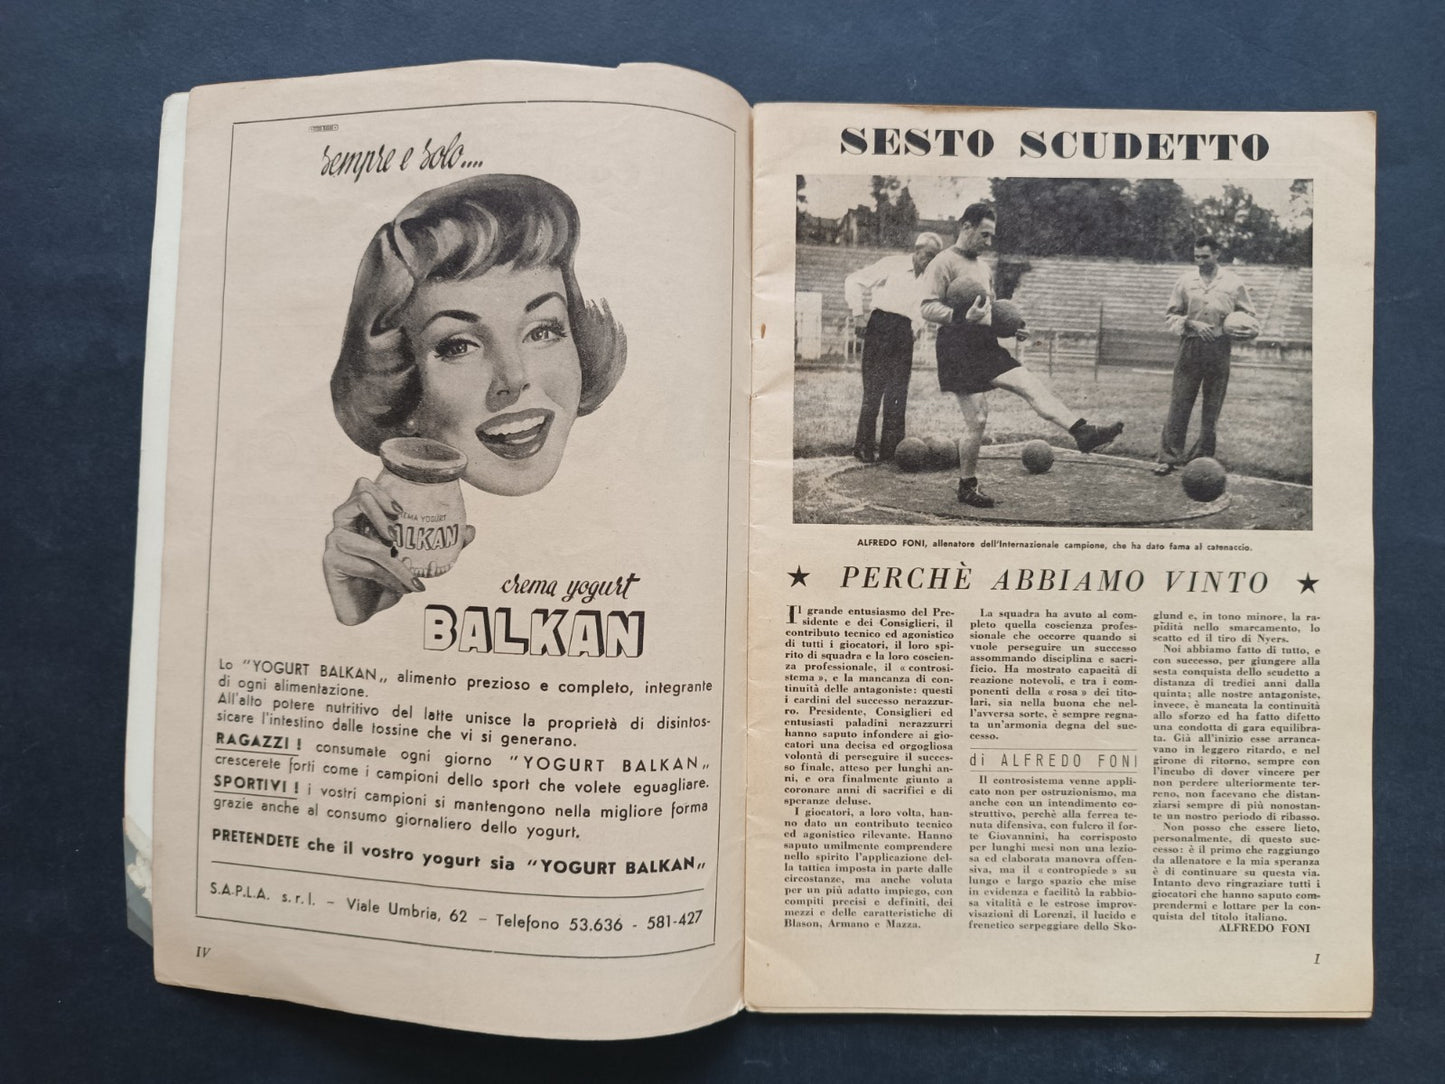 sempre e solo....
CREMA YOGURT
BALKAN
crema yogurt
BALKAN
Lo "YOGURT BALKAN„ alimento prezioso e completo, integrante
di ogni alimentazione.
All'alto potere nutritivo del latte unisce la proprietà di disintos-
sicare l'intestino dalle tossine che vi si generano.
RAGAZZI ! consumate ogni giorno "YOGURT BALKAN„
crescerete forti come i campioni dello sport che volete eguagliare.
SPORTIVI ! i vostri campioni si mantengono nella migliore forma
grazie anche al consumo giornaliero dello yogurt.
PRETENDETE che il vostro yogurt sia "YOGURT BALKAN„
S.A.P.L.A. s.r.l. - Viale Umbria, 62 - Telefono 53.636 - 581-427
IV
SESTO SCUDETTO
ALFREDO FONI, allenatore dell'Internazionale campione, che ha dato fama al catenaccio.
★ PERCHÈ ABBIAMO VINTO ★
Il grande entusiasmo del Pre-
sidente e dei Consiglieri, il
contributo tecnico ed agonistico
di tutti i giocatori, il loro spi-
rito di squadra e la loro coscien-
za professionale, il « controsi-
stema », e la mancanza di con-
tinuità delle antagoniste: questi
i cardini del successo nerazzur-
ro. Presidente, Consiglieri ed
entusiasti paladini nerazzurri
hanno saputo infondere ai gio-
catori una decisa ed orgogliosa
volontà di perseguire il succes-
so finale, atteso per lunghi an-
ni, e ora finalmente giunto a
coronare anni di sacrifici e di
speranze deluse.
I giocatori, a loro volta, han-
no dato un contributo tecnico
ed agonistico rilevante. Hanno
saputo umilmente comprendere
nello spirito l'applicazione del-
la tattica imposta in parte dalle
circostanze, ma anche voluta
per un più adatto impiego, con
compiti precisi e definiti, dei
mezzi e delle caratteristiche di
Blason, Armano e Mazza.
La squadra ha avuto al com-
pleto quella coscienza profes-
sionale che occorre quando si
vuole perseguire un successo
assommando disciplina e sacri-
ficio. Ha mostrato capacità di
reazione notevoli, e tra i com-
ponenti della « rosa » dei tito-
lari, sia nella buona che nel-
l'avversa sorte, è sempre regna-
ta un'armonia degna del suc-
cesso.
di ALFREDO FONI
Il controsistema venne appli-
cato non per ostruzionismo, ma
anche con un intendimento co-
struttivo, perchè alla ferrea te-
nuta difensiva, con fulcro il for-
te Giovannini, ha corrisposto
per lunghi mesi non una lezio-
sa ed elaborata manovra offen-
siva, ma il « contropiede » su
lungo e largo spazio che mise
in evidenza e facilitò la rabbio-
sa vitalità e le estrose improv-
visazioni di Lorenzi, il lucido e
frenetico serpeggiare dello Sko-
glund e, in tono minore, la ra-
pidità nello smarcamento, lo
scatto ed il tiro di Nyers.
Noi abbiamo fatto di tutto, e
con successo, per giungere alla
sesta conquista dello scudetto a
distanza di tredici anni dalla
quinta; alle nostre antagoniste,
invece, è mancata la continuità
allo sforzo ed ha fatto difetto
una condotta di gara equilibra-
ta. Già all'inizio esse arranca-
vano in leggero ritardo, e nel
girone di ritorno, sempre con
l'incubo di dover vincere per
non perdere ulteriormente ter-
reno, non facevano che distan-
ziarsi sempre di più nonostan-
te un nostro periodo di ribasso.
Non posso che essere lieto,
personalmente, di questo suc-
cesso: è il primo che raggiungo
da allenatore e la mia speranza
è di continuare su questa via.
Intanto devo ringraziare tutti i
giocatori che hanno saputo com-
prendermi e lottare per la con-
quista del titolo italiano.
ALFREDO FONI
I